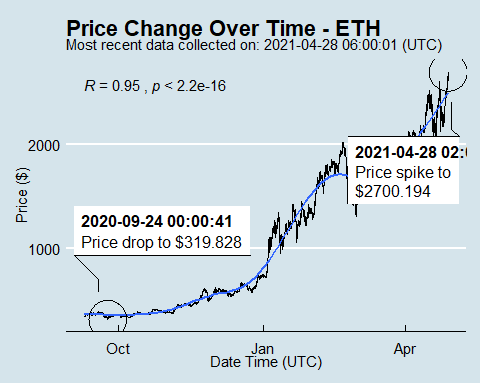 Price Change Over Time - ETH
Most recent data collected on: 2021-04-28 06:00:01 (UTC)
R = 0.95 , p < 2.2e-16
2000
1000
Price ($)
2021-04-28 02:0
Price spike to
$2700.194
2020-09-24 00:00:41
Price drop to $319.828
Oct
Jan
Apr
Date Time (UTC)